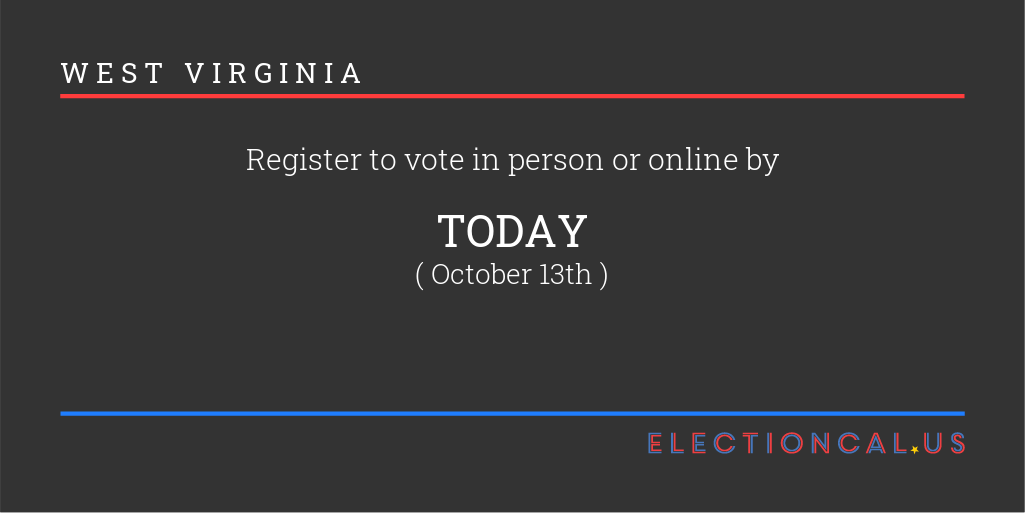 WEST VIRGINIA
Register to vote in person or online by
TODAY
( October 13th )
ELECTIONCAL.US